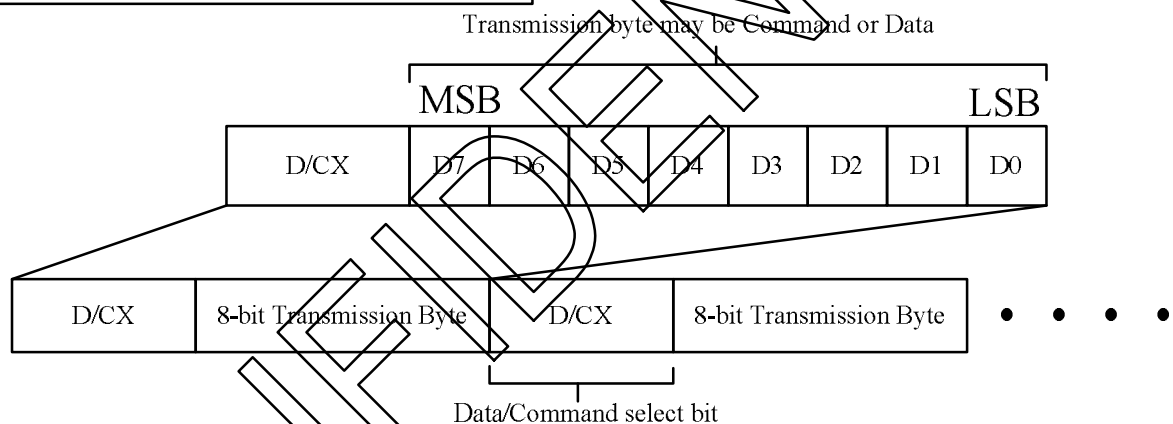 Transmission byte may be Command or Data
MSB LSB
D/CX D7 D6 D5 D4 D3 D2 D1 D0
D/CX 8-bit Transmission Byte D/CX 8-bit Transmission Byte
Data/Command select bit